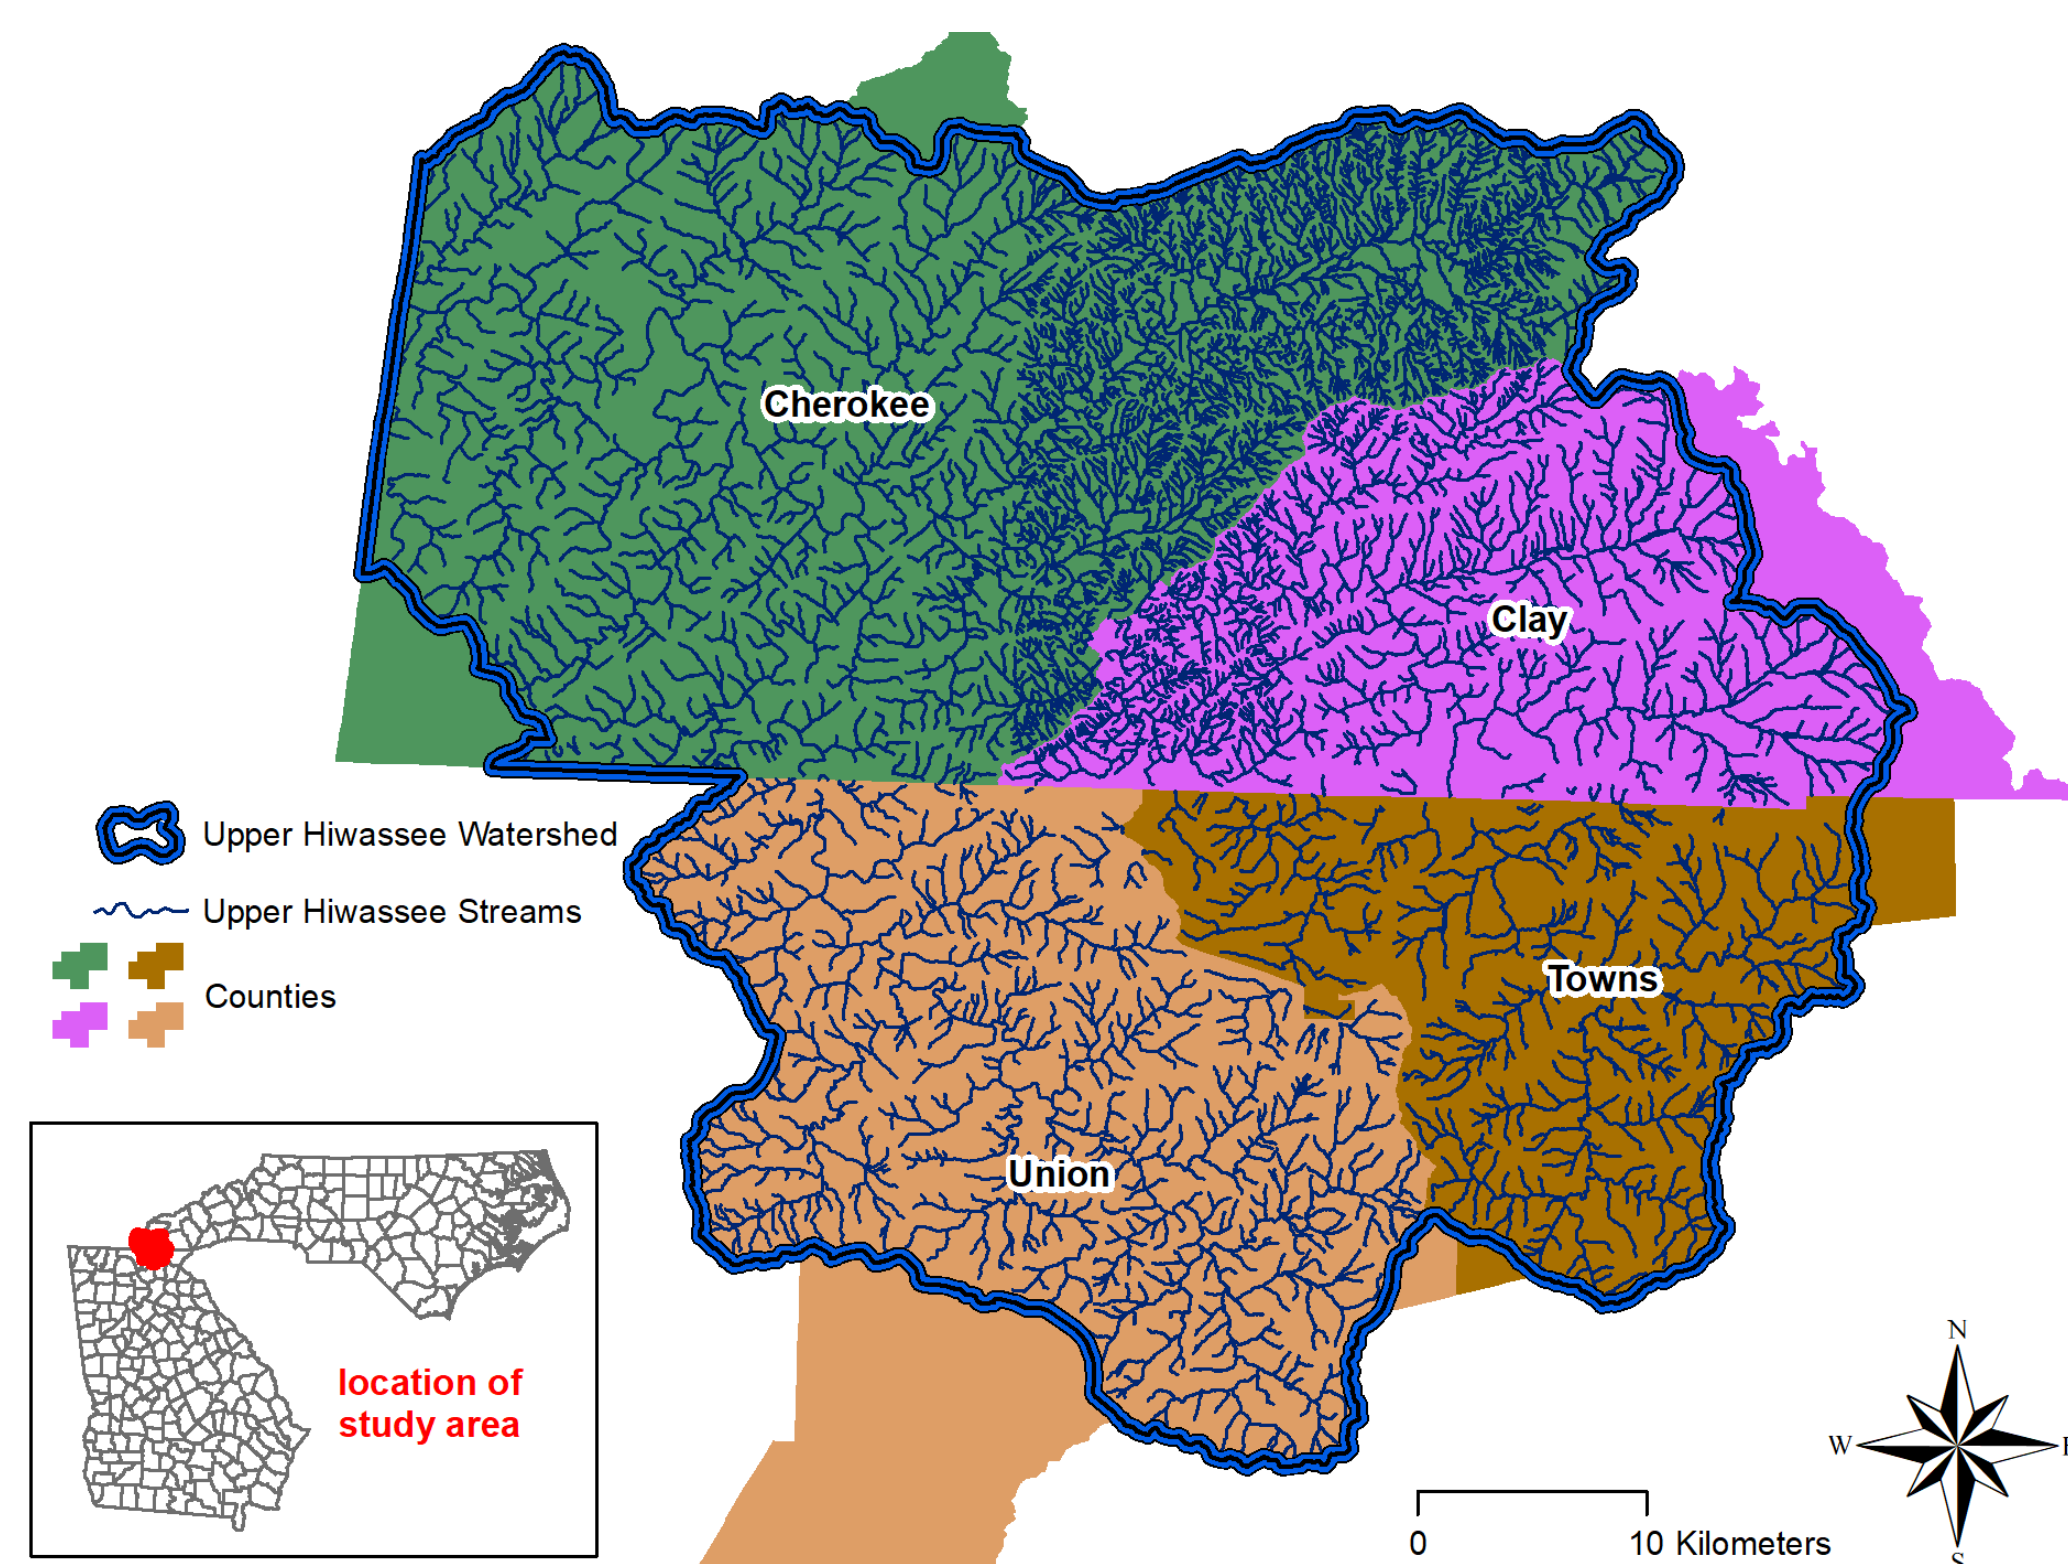 Cherokee
Clay
Upper Hiwassee Watershed
Upper Hiwassee Streams
Counties
Towns
Union
location of
study area
N
W
E
S
0 10 Kilometers